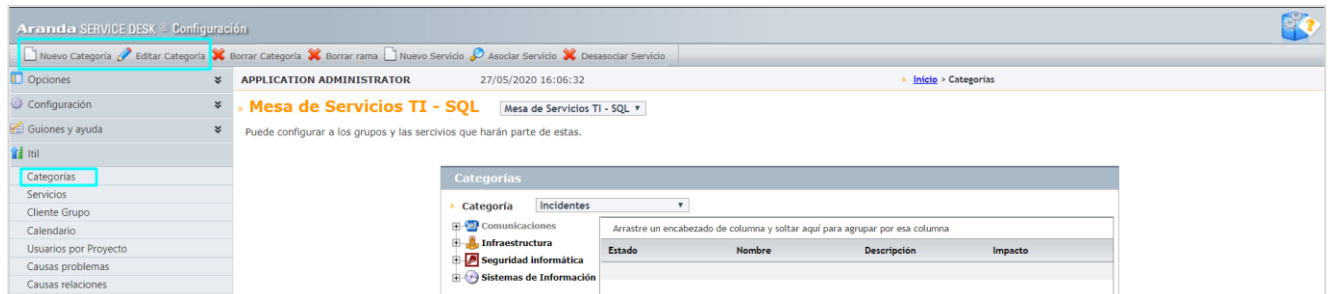 Aranda SERVICE DESK ® Configuración
Nuevo Categoría Editar Categoría Borrar Categoría Borrar rama Nuevo Servicio Asociar Servicio Desasociar Servicio
Opciones
APPLICATION ADMINISTRATOR 27/05/2020 16:06:32 » Inicio > Categorías
Configuración
» Mesa de Servicios TI - SQL Mesa de Servicios TI - SQL
Guiones y ayuda
Puede configurar a los grupos y las sercivios que harán parte de estas.
Itil
Categorías
Servicios
Cliente Grupo
Calendario
Usuarios por Proyecto
Causas problemas
Causas relaciones
Categorías
» Categoría Incidentes
Comunicaciones
Infraestructura
Seguridad informática
Sistemas de Información
Arrastre un encabezado de columna y soltar aquí para agrupar por esa columna
Estado Nombre Descripción Impacto